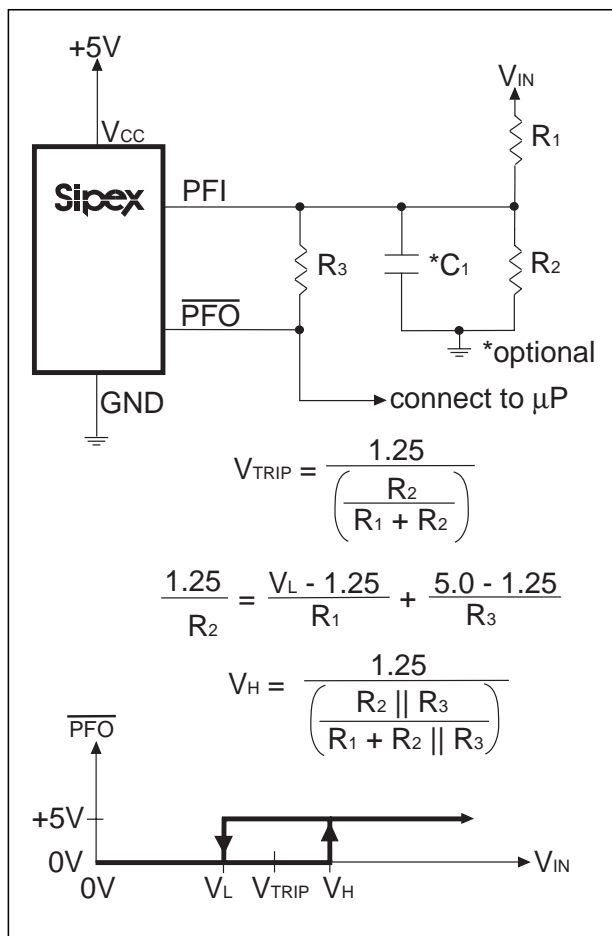 +5V
VCC
Sipex
PFI
PFO
GND
VIN
R1
R2
R3
*C1
*optional
connect to µP
VTRIP = 1.25 / (R2 / (R1 + R2))
1.25 / R2 = (VL - 1.25) / R1 + (5.0 - 1.25) / R3
VH = 1.25 / (R2 || R3 / (R1 + R2 || R3))
PFO
+5V
0V
0V
VL
VTRIP
VH
VIN